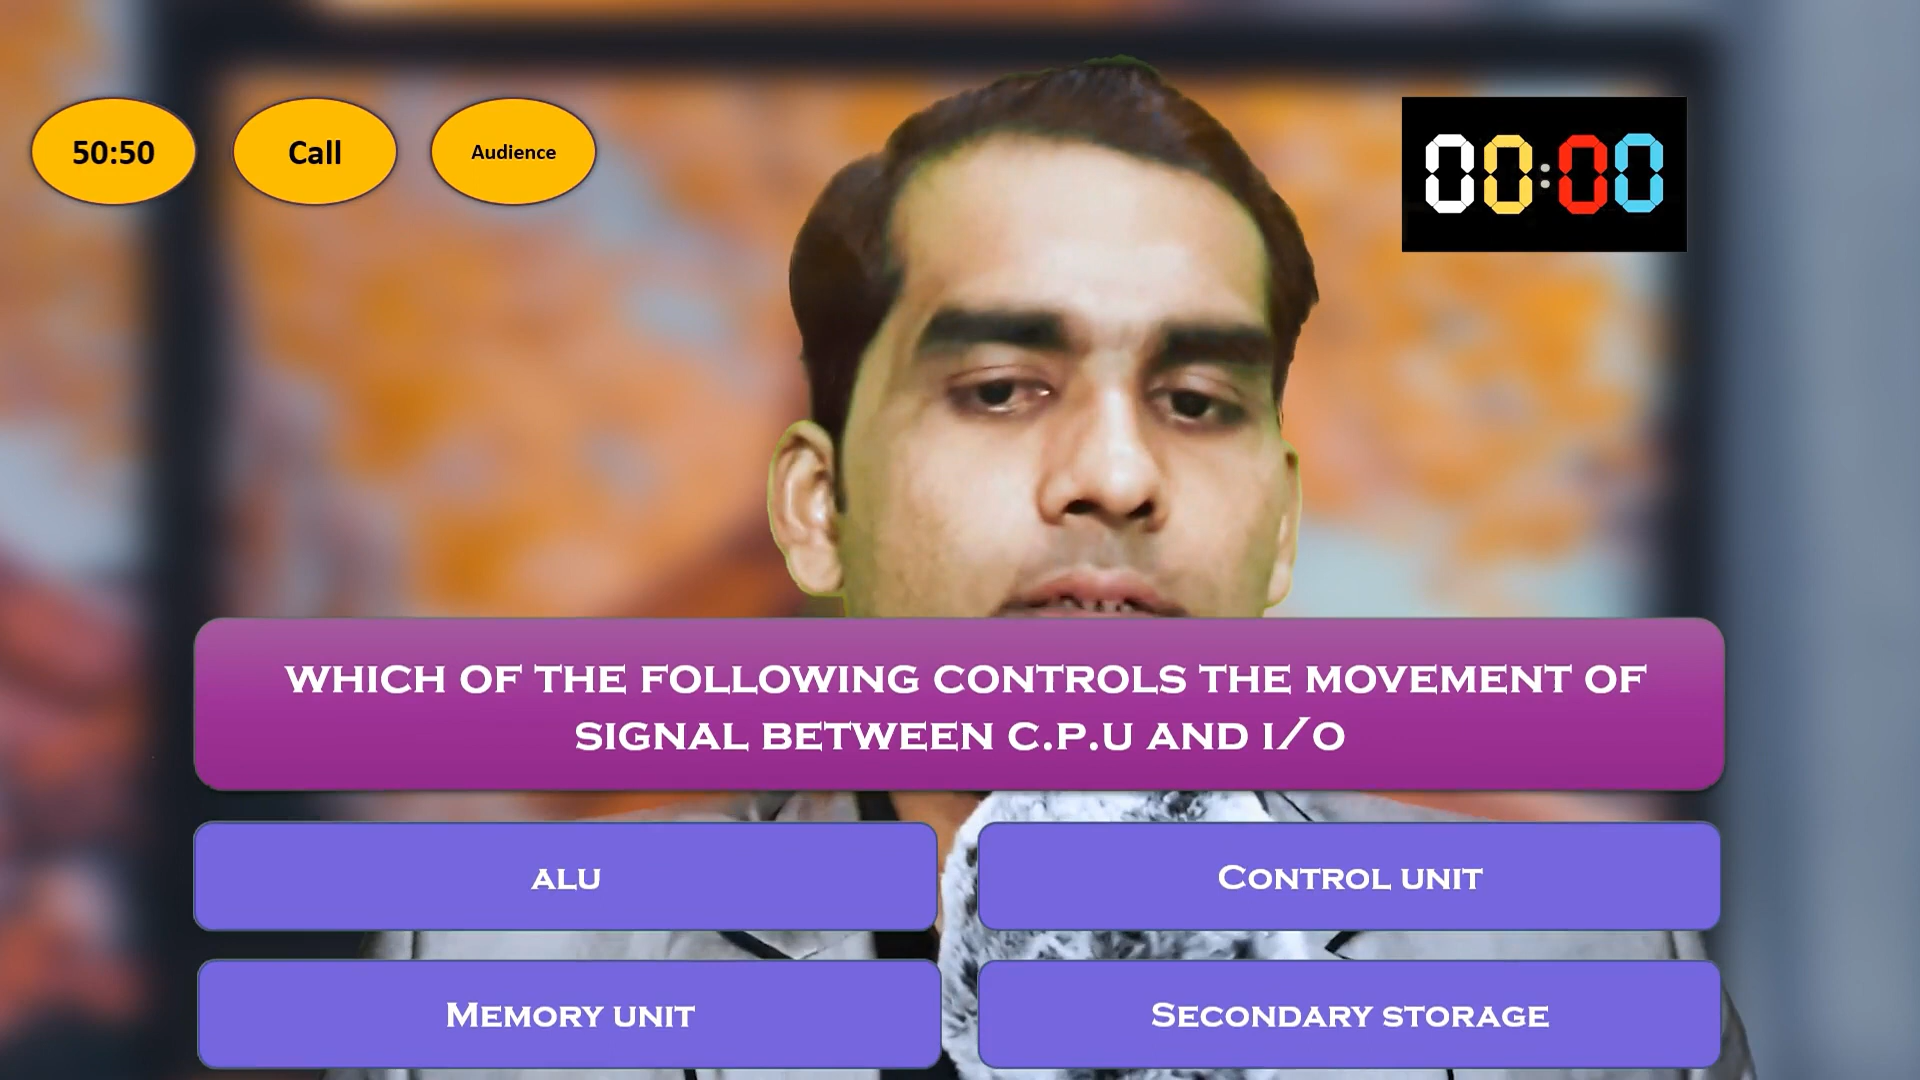 50:50
Call
Audience
00:00
WHICH OF THE FOLLOWING CONTROLS THE MOVEMENT OF
SIGNAL BETWEEN C.P.U AND I/O
ALU
CONTROL UNIT
MEMORY UNIT
SECONDARY STORAGE